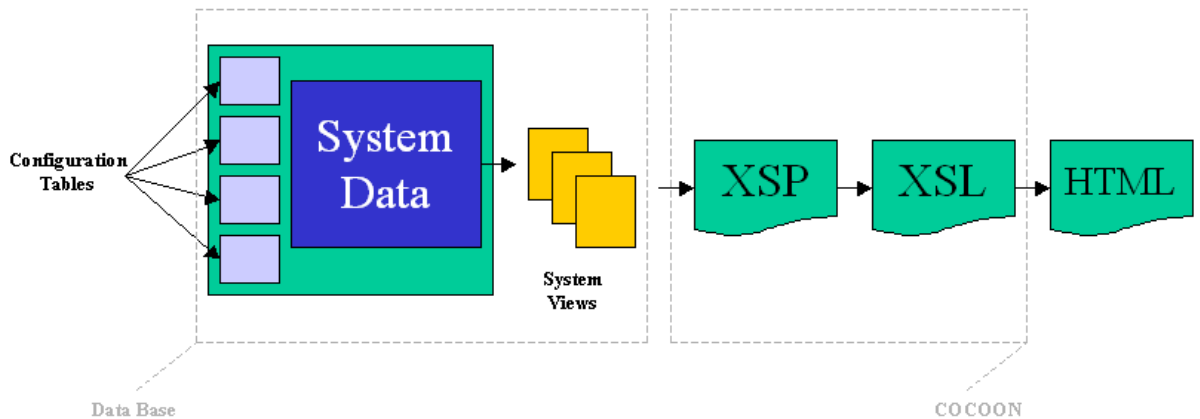 Configuration
Tables
System
Data
System
Views
XSP
XSL
HTML
Data Base
COCOON